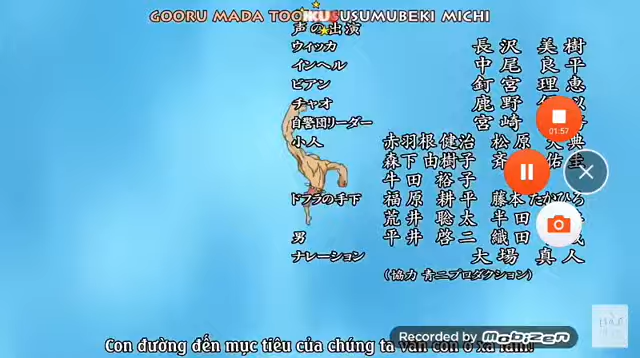 GOORU MADA TOOKU SUSUMUBEKI MICHI
声の出演
ウィッカ 長沢 美樹
インヘル 中尾 良平
ビアン 釘宮 理恵
チャオ 鹿野
自警団リーダー 宮崎
小人 赤羽根 健治 松原 大典
森下 由樹子 斉
牛田 裕子
ドフラの手下 福原 耕平 藤本 たかひろ
荒井 聡太 半田
男 平井 啓二 織田
ナレーション 大場 真人
(協力 青二プロダクション)
01:57
Con đường đến mục tiêu của chúng ta vẫn còn ở xa lắm!
Recorded by Mobizen